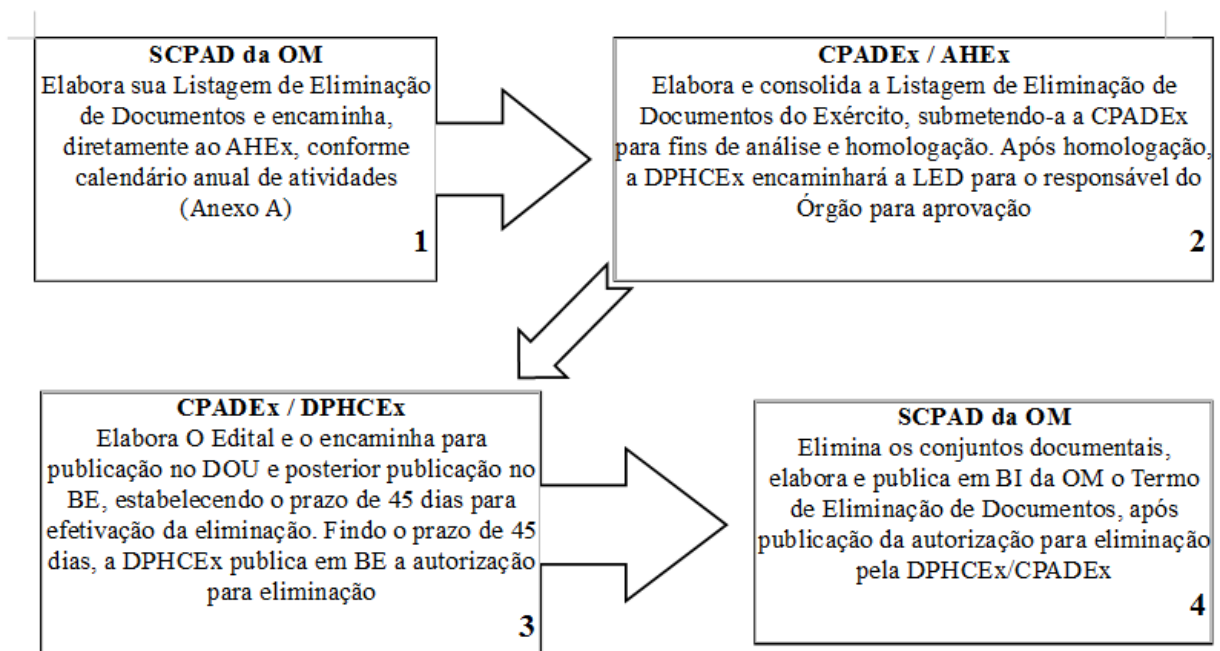 SCPAD da OM
Elabora sua Listagem de Eliminação
de Documentos e encaminha,
diretamente ao AHEx, conforme
calendário anual de atividades
(Anexo A)
1
CPADEx / AHEx
Elabora e consolida a Listagem de Eliminação de
Documentos do Exército, submetendo-a a CPADEx
para fins de análise e homologação. Após homologação,
a DPHCEx encaminhará a LED para o responsável do
Órgão para aprovação
2
CPADEx / DPHCEx
Elabora O Edital e o encaminha para
publicação no DOU e posterior publicação no
BE, estabelecendo o prazo de 45 dias para
efetivação da eliminação. Findo o prazo de 45
dias, a DPHCEx publica em BE a autorização
para eliminação
3
SCPAD da OM
Elimina os conjuntos documentais,
elabora e publica em BI da OM o Termo
de Eliminação de Documentos, após
publicação da autorização para eliminação
pela DPHCEx/CPADEx
4